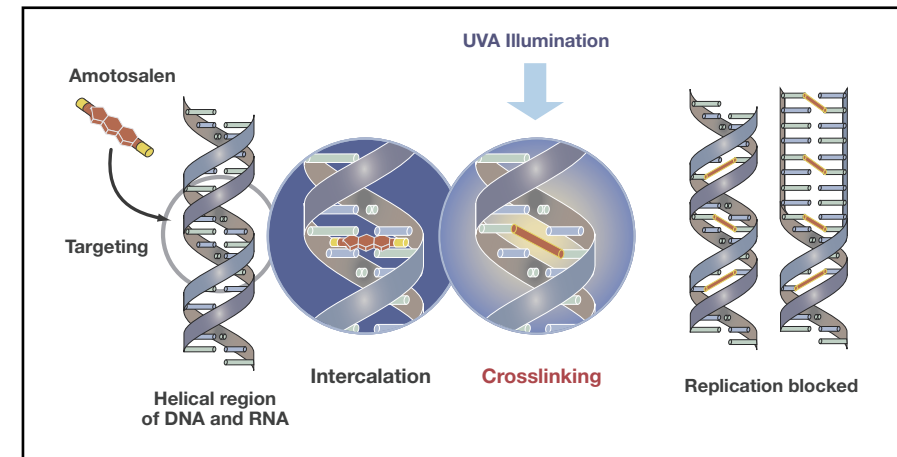 UVA Illumination
Amotosalen
Targeting
Helical region
of DNA and RNA
Intercalation
Crosslinking
Replication blocked